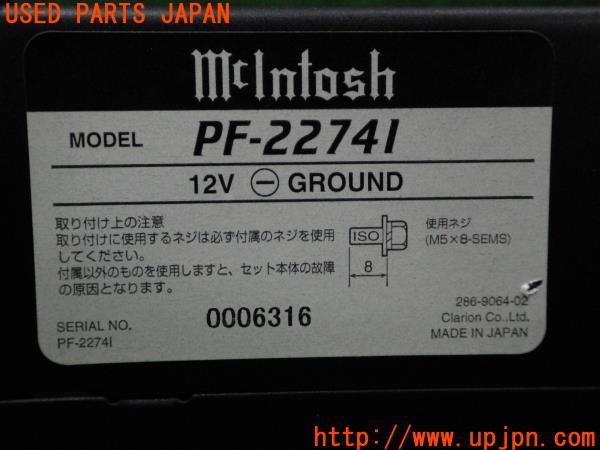 USED PARTS JAPAN
McIntosh
MODEL PF-2274I
12V ⊖ GROUND
取り付け上の注意
取り付けに使用するネジは必ず付属のネジを使用
してください。
付属以外のものを使用しますと、セット本体の故障
の原因となります。
ISO
8
使用ネジ
(M5×8-SEMS)
286-9064-02
SERIAL NO. 0006316
PF-2274I
Clarion Co.,Ltd.
MADE IN JAPAN
http://www.upjpn.com